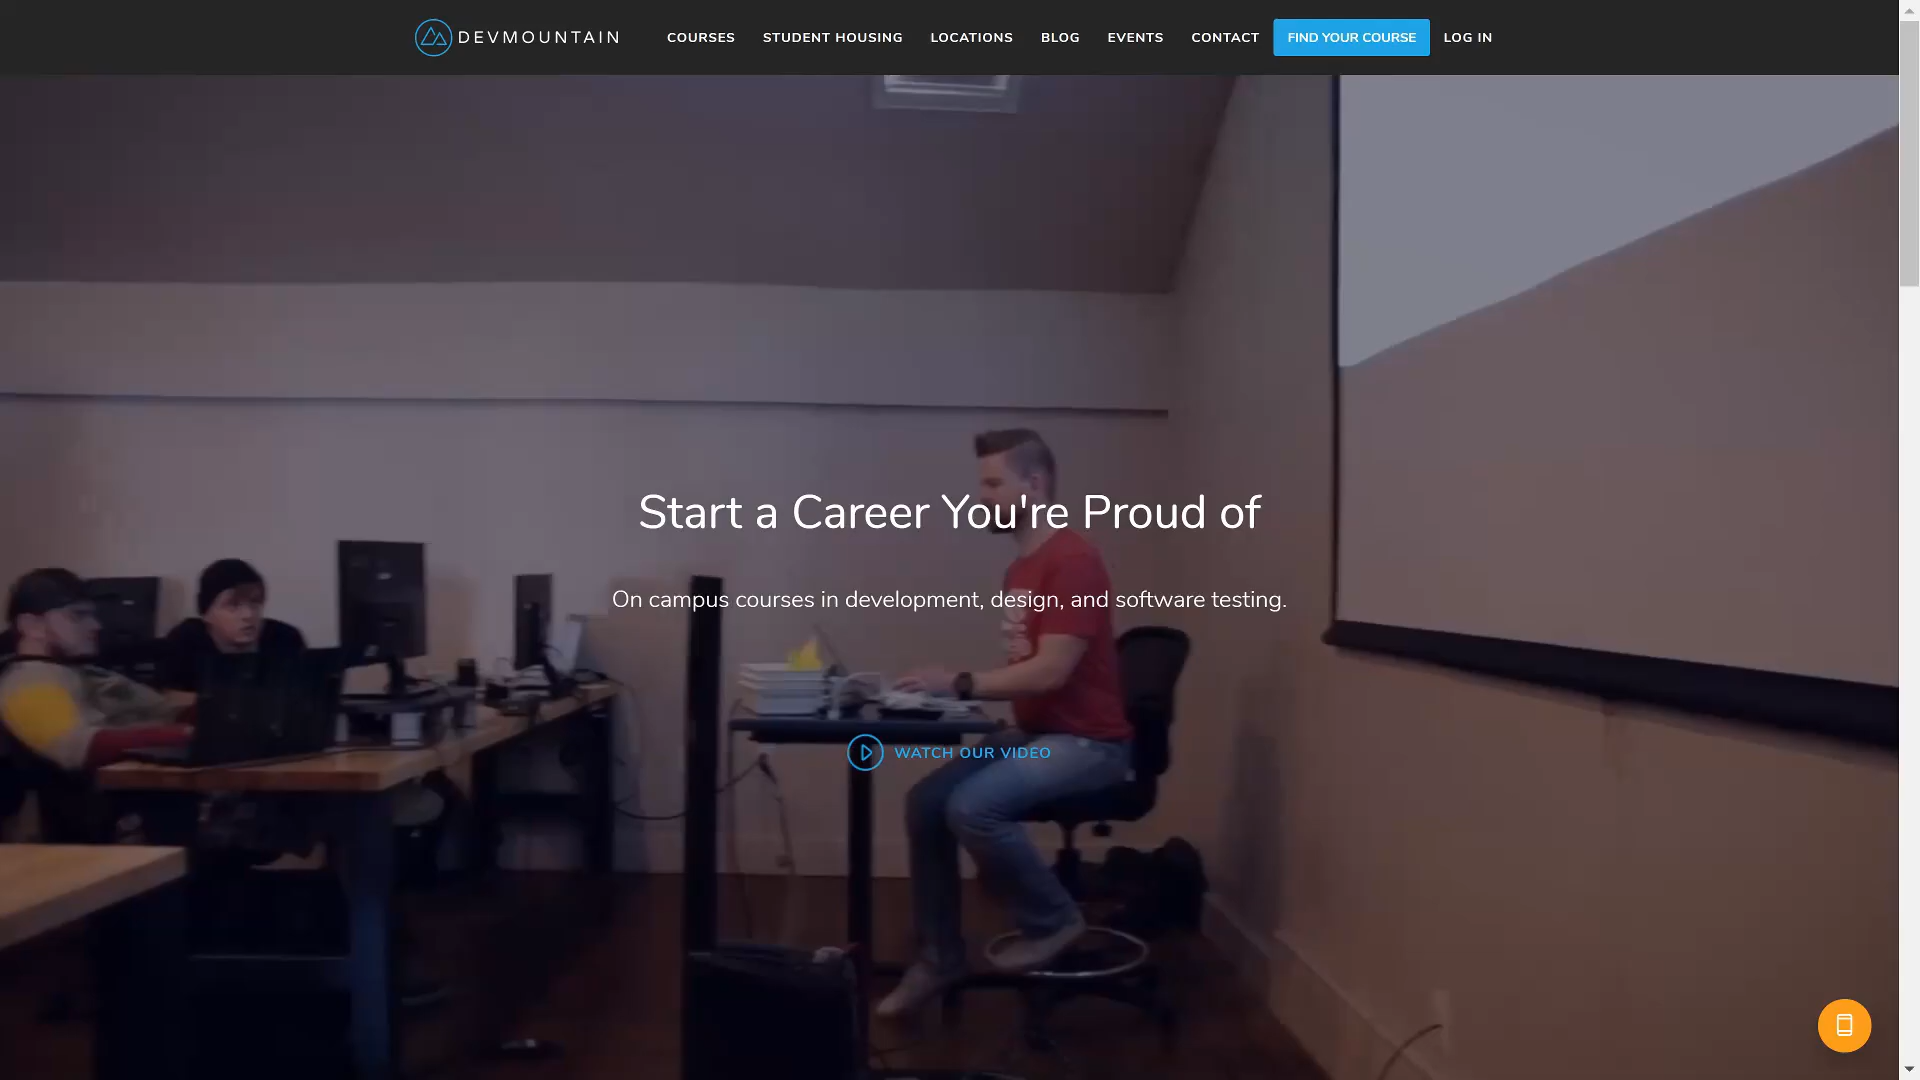 DEVMOUNTAIN COURSES STUDENT HOUSING LOCATIONS BLOG EVENTS CONTACT FIND YOUR COURSE LOG IN
Start a Career You're Proud of
On campus courses in development, design, and software testing.
WATCH OUR VIDEO